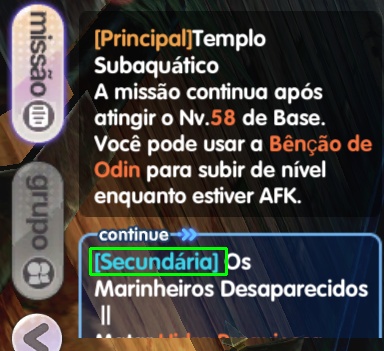 missão
grupo
[Principal]Templo
Subaquático
A missão continua após
atingir o Nv.58 de Base.
Você pode usar a Bênção de
Odin para subir de nível
enquanto estiver AFK.
continue
[Secundária] Os
Marinheiros Desaparecidos
||